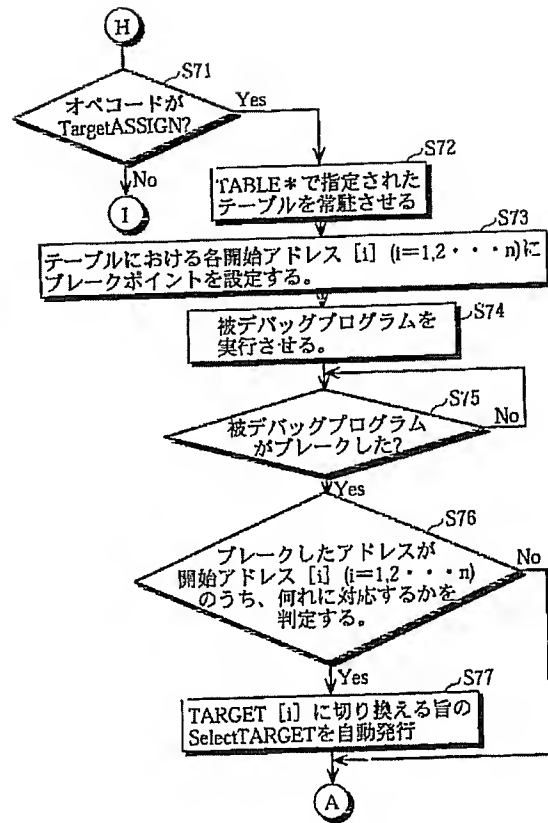 H
S71
オペコードが
TargetASSIGN?
Yes
No
I
S72
TABLE*で指定された
テーブルを常駐させる
S73
テーブルにおける各開始アドレス [i] (i=1,2・・・n)に
ブレークポイントを設定する。
S74
被デバッグプログラムを
実行させる。
S75
被デバッグプログラム
がブレークした?
No
Yes
S76
ブレークしたアドレスが
開始アドレス [i] (i=1,2・・・n)
のうち、何れに対応するかを
判定する。
No
Yes
S77
TARGET [i] に切り換える旨の
SelectTARGETを自動発行
A